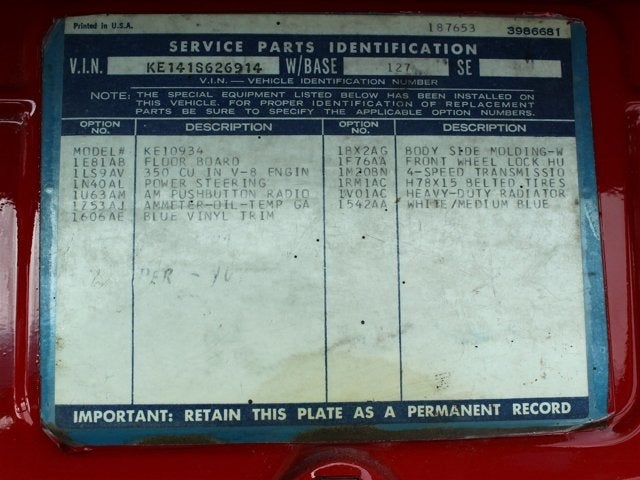 Printed in U.S.A. 187653 3986681
SERVICE PARTS IDENTIFICATION
V.I.N. KE141S626914 W/BASE 127 SE
V.I.N. — VEHICLE IDENTIFICATION NUMBER
NOTE: THE SPECIAL EQUIPMENT LISTED BELOW HAS BEEN INSTALLED ON
THIS VEHICLE. FOR PROPER IDENTIFICATION OF REPLACEMENT
PARTS BE SURE TO SPECIFY THE APPLICABLE OPTION NUMBERS.
OPTION NO. DESCRIPTION OPTION NO. DESCRIPTION
MODEL# KE10934 1BX2AG BODY SIDE MOLDING-W
1E81AB FLOOR BOARD 1F76AA FRONT WHEEL LOCK HU
1LS9AV 350 CU IN V-8 ENGIN 1M20BN 4-SPEED TRANSMISSIO
1N40AL POWER STEERING 1RM1AC H78X15 BELTED TIRES
1U63AM AM PUSHBUTTON RADIO 1V01AC HEAVY-DUTY RADIATOR
1Z53AJ AMMETER-OIL-TEMP GA 1542AA WHITE/MEDIUM BLUE
1606AE BLUE VINYL TRIM
PER -
IMPORTANT: RETAIN THIS PLATE AS A PERMANENT RECORD